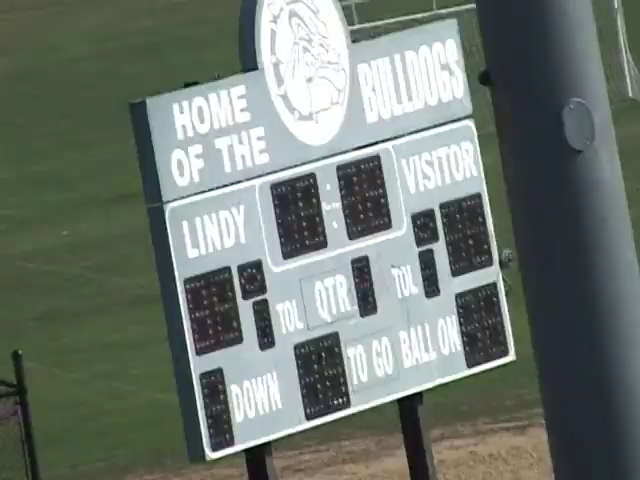 HOME OF THE
BULLDOGS
LINDY
VISITOR
TOL
QTR
TOL
DOWN
TO GO
BALL ON